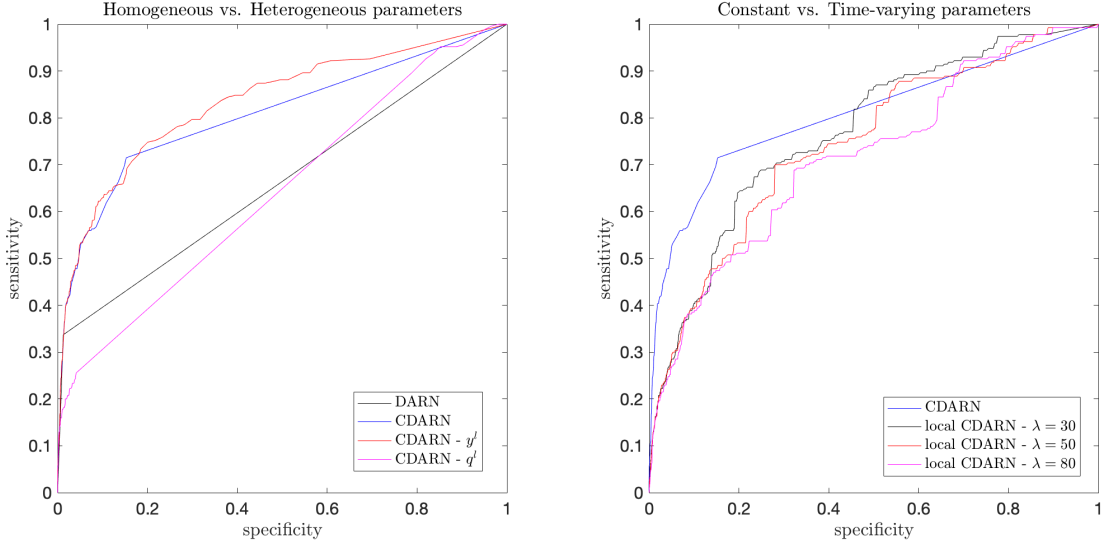 Homogeneous vs. Heterogeneous parameters
1
0.9
0.8
0.7
0.6
0.5
0.4
0.3
0.2
0.1
0
sensitivity
0
0.2
0.4
0.6
0.8
1
specificity
DARN
CDARN
CDARN - y^l
CDARN - q^l
Constant vs. Time-varying parameters
1
0.9
0.8
0.7
0.6
0.5
0.4
0.3
0.2
0.1
0
sensitivity
0
0.2
0.4
0.6
0.8
1
specificity
CDARN
local CDARN - λ = 30
local CDARN - λ = 50
local CDARN - λ = 80